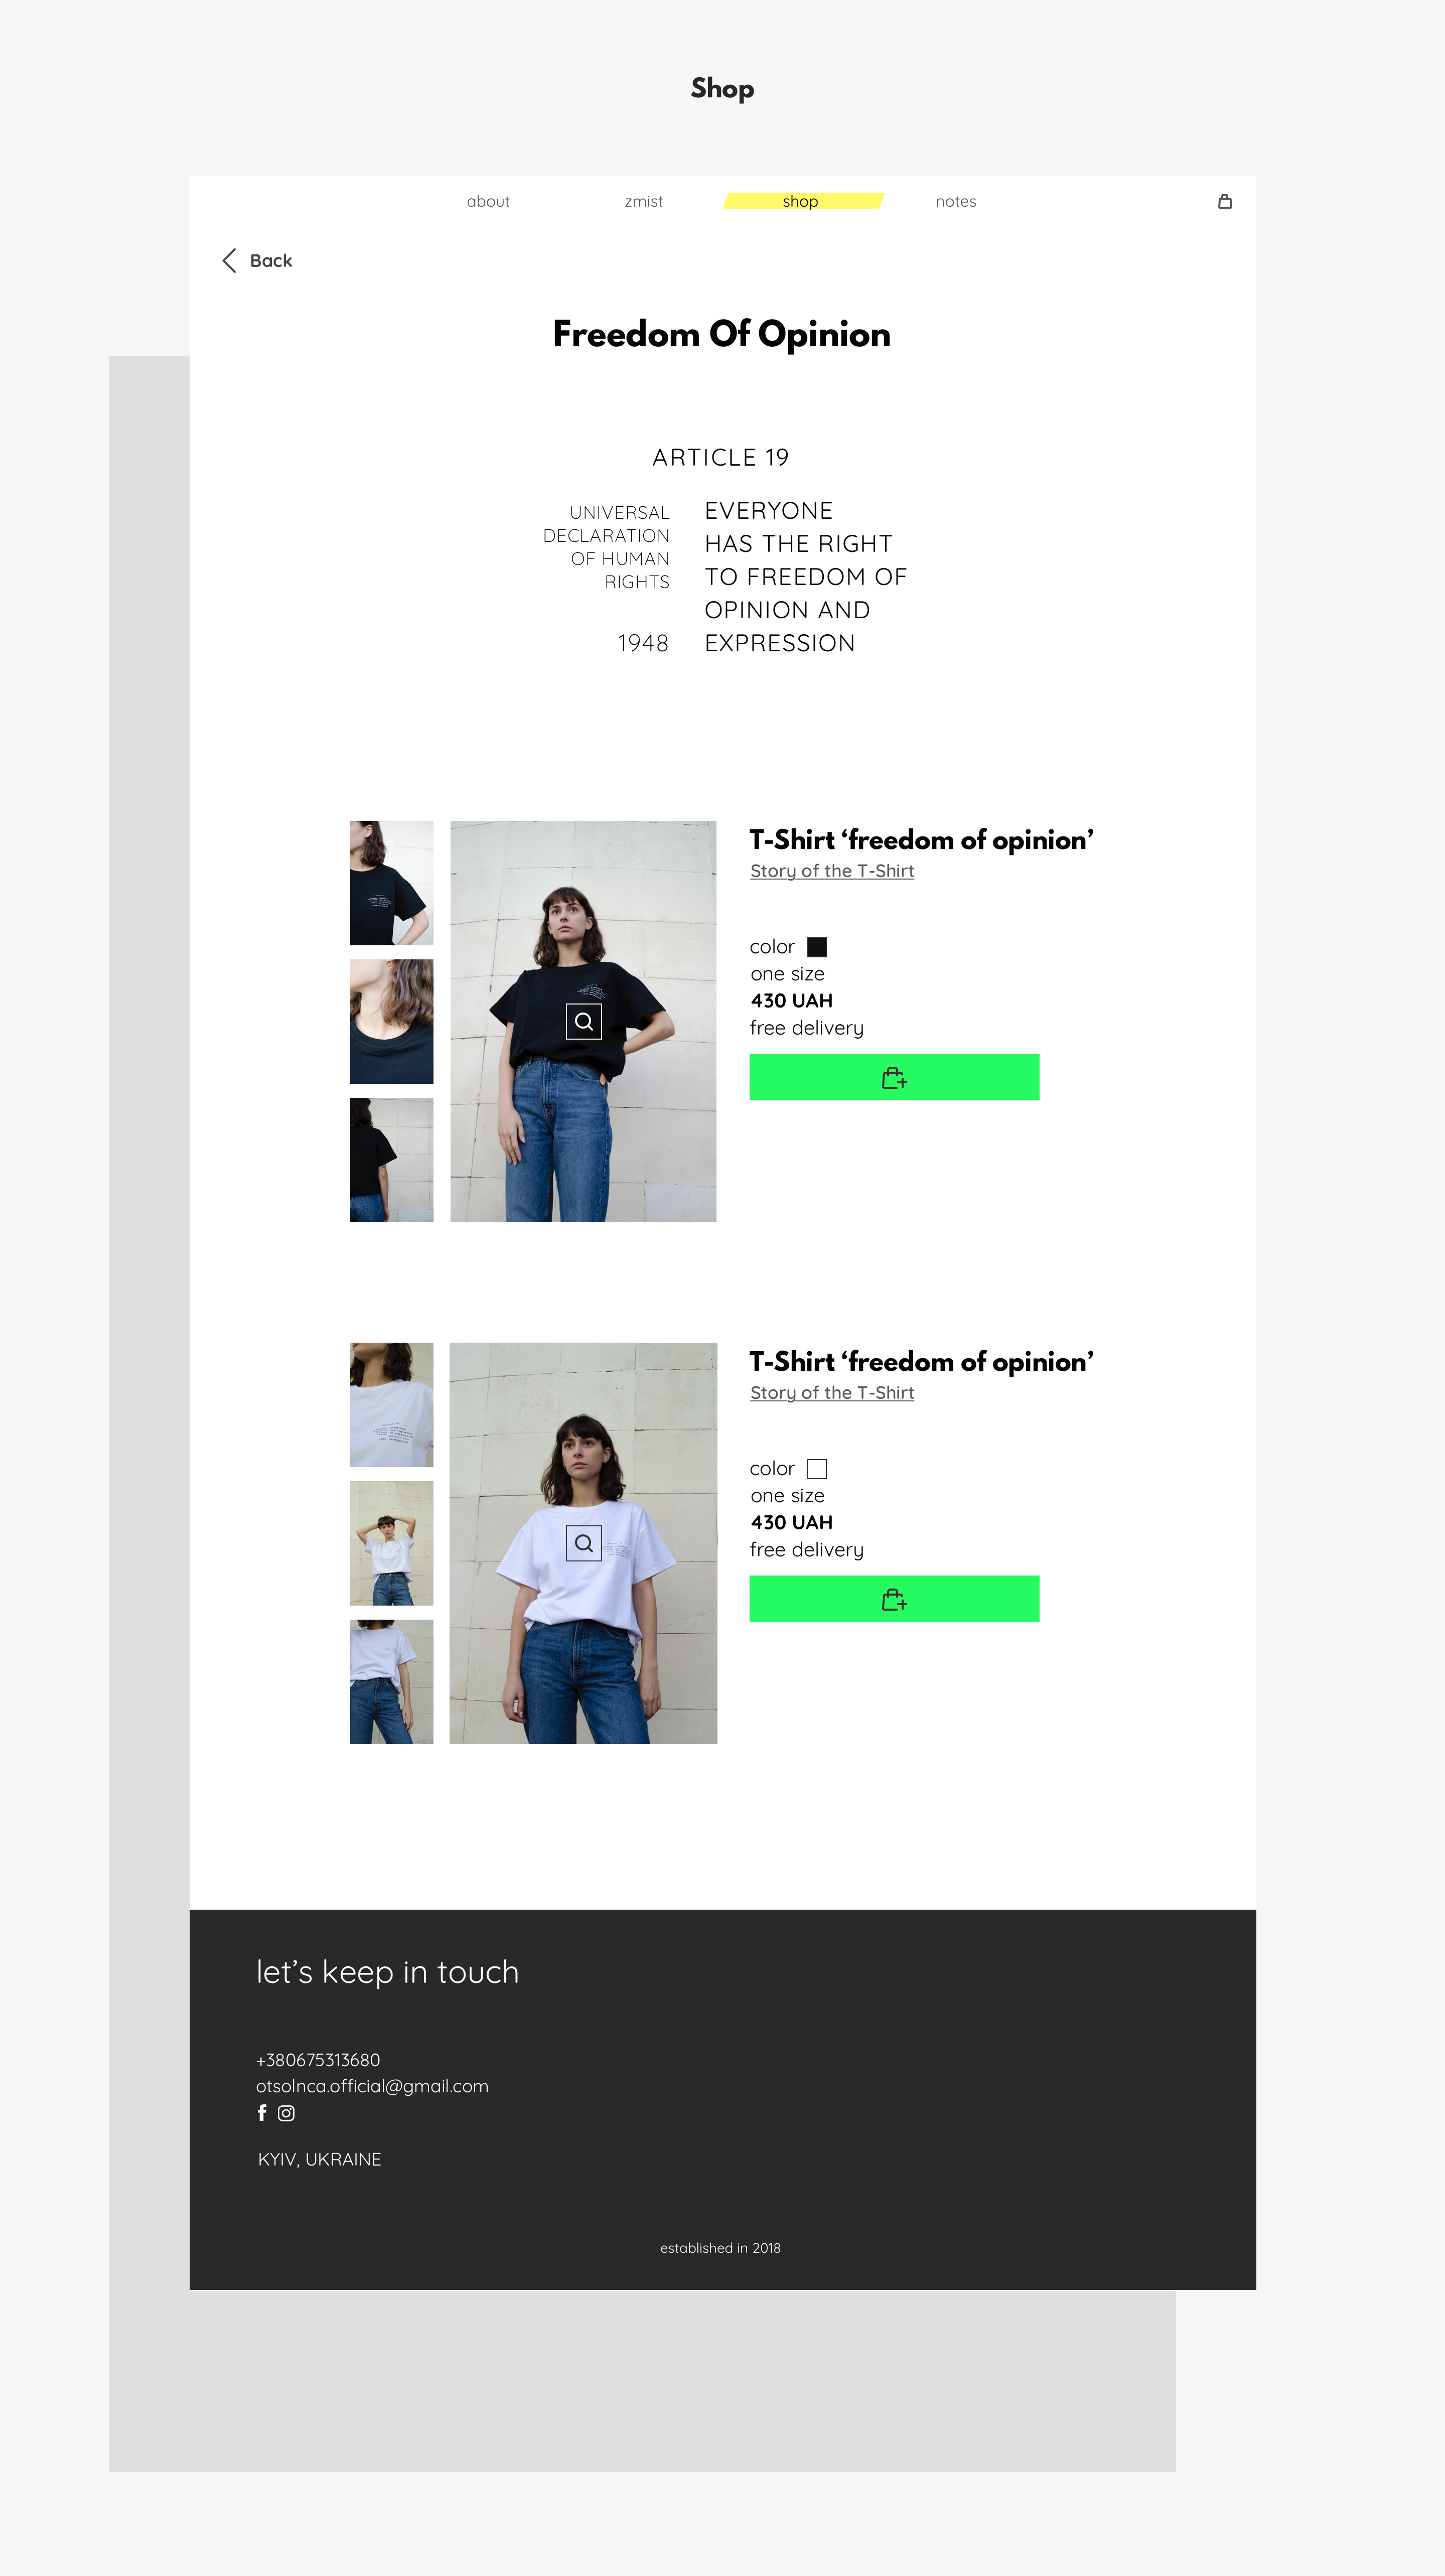 Shop
about
zmist
shop
notes
Back
Freedom Of Opinion
ARTICLE 19
UNIVERSAL
DECLARATION
OF HUMAN
RIGHTS
1948
EVERYONE
HAS THE RIGHT
TO FREEDOM OF
OPINION AND
EXPRESSION
T-Shirt ‘freedom of opinion’
Story of the T-Shirt
color
one size
430 UAH
free delivery
T-Shirt ‘freedom of opinion’
Story of the T-Shirt
color
one size
430 UAH
free delivery
let’s keep in touch
+380675313680
otsolnca.official@gmail.com
KYIV, UKRAINE
established in 2018